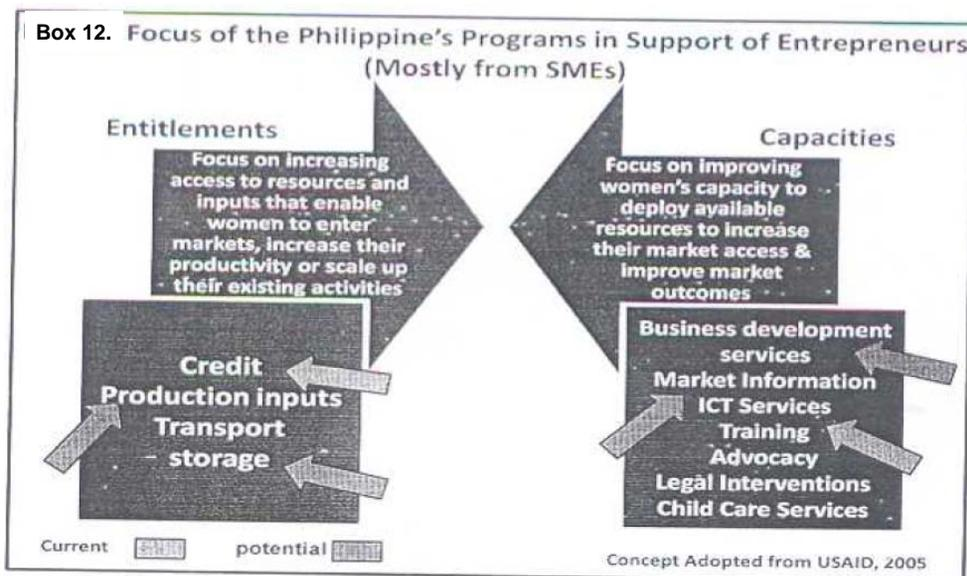 Box 12. Focus of the Philippine's Programs in Support of Entrepreneurs
(Mostly from SMEs)
Entitlements
Focus on increasing
access to resources and
inputs that enable
women to enter
markets, increase their
productivity or scale up
their existing activities
Credit
Production inputs
Transport
storage
Capacities
Focus on improving
women's capacity to
deploy available
resources to increase
their market access &
improve market
outcomes
Business development
services
Market Information
ICT Services
Training
Advocacy
Legal Interventions
Child Care Services
Current
potential
Concept Adopted from USAID, 2005